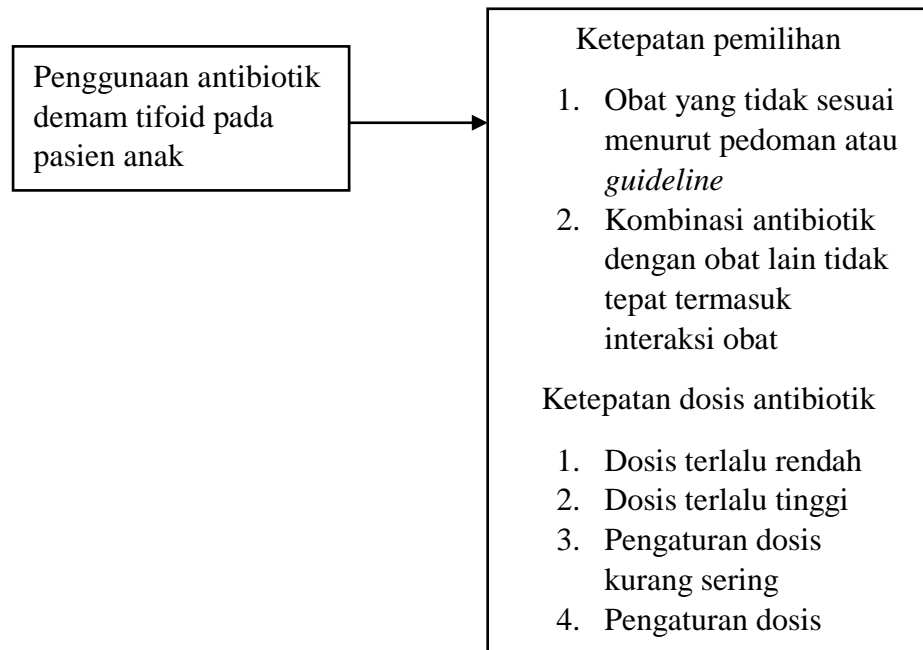 Penggunaan antibiotik
demam tifoid pada
pasien anak
Ketepatan pemilihan
1. Obat yang tidak sesuai
menurut pedoman atau
guideline
2. Kombinasi antibiotik
dengan obat lain tidak
tepat termasuk
interaksi obat
Ketepatan dosis antibiotik
1. Dosis terlalu rendah
2. Dosis terlalu tinggi
3. Pengaturan dosis
kurang sering
4. Pengaturan dosis